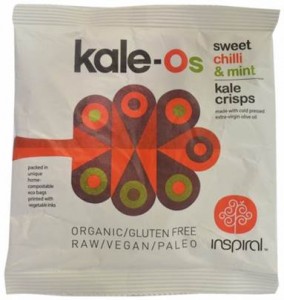 kale-Os
sweet
chilli
& mint
kale
crisps
made with cold pressed
extra-virgin olive oil
packed in
unique
home-
compostable
eco bags
printed with
vegetable inks
ORGANIC/GLUTEN FREE
RAW/VEGAN/PALEO
inspiral